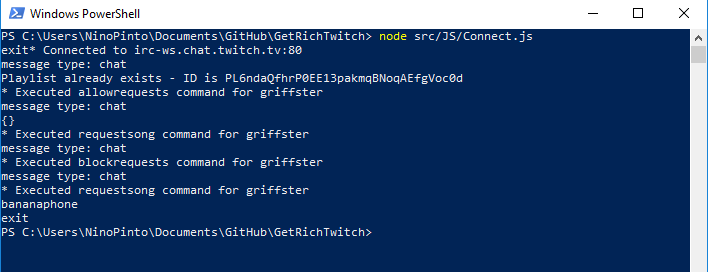 Windows PowerShell
PS C:\Users\NinoPinto\Documents\GitHub\GetRichTwitch> node src/JS/Connect.js
exit* Connected to irc-ws.chat.twitch.tv:80
message type: chat
Playlist already exists - ID is PL6ndaQfhrP0EE13pakmqBNoqAEfgVoc0d
* Executed allowrequests command for griffster
message type: chat
{}
* Executed requestsong command for griffster
message type: chat
* Executed blockrequests command for griffster
message type: chat
* Executed requestsong command for griffster
bananaphone
exit
PS C:\Users\NinoPinto\Documents\GitHub\GetRichTwitch>